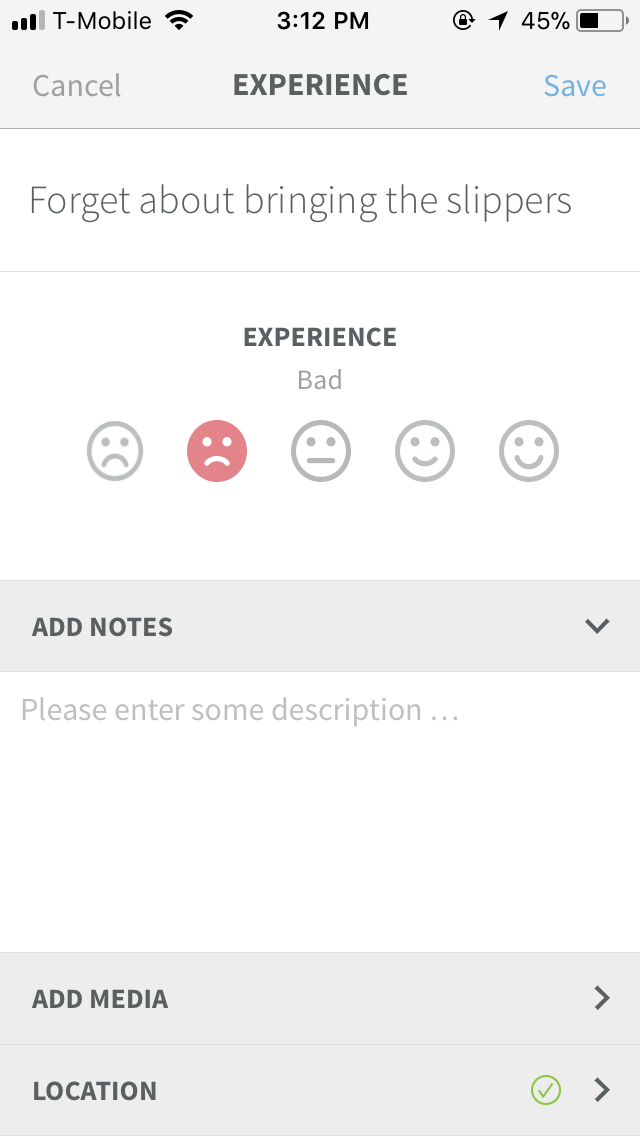 T-Mobile 3:12 PM 45%
Cancel EXPERIENCE Save
Forget about bringing the slippers
EXPERIENCE
Bad
ADD NOTES
Please enter some description ...
ADD MEDIA
LOCATION